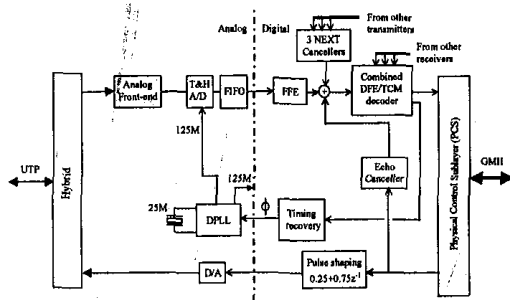 Analog
Digital
From other
transmitters
3 NEXT
Cancellers
From other
receivers
Analog
Front-end
T&H
A/D
FIFO
FFE
+
Combined
DFE/TCM
decoder
125M
UTP
Hybrid
Physical Control Sublayer (PCS)
GMII
Echo
Canceller
125M
25M
DPLL
Φ
Timing
recovery
D/A
Pulse shaping
0.25+0.75z⁻¹